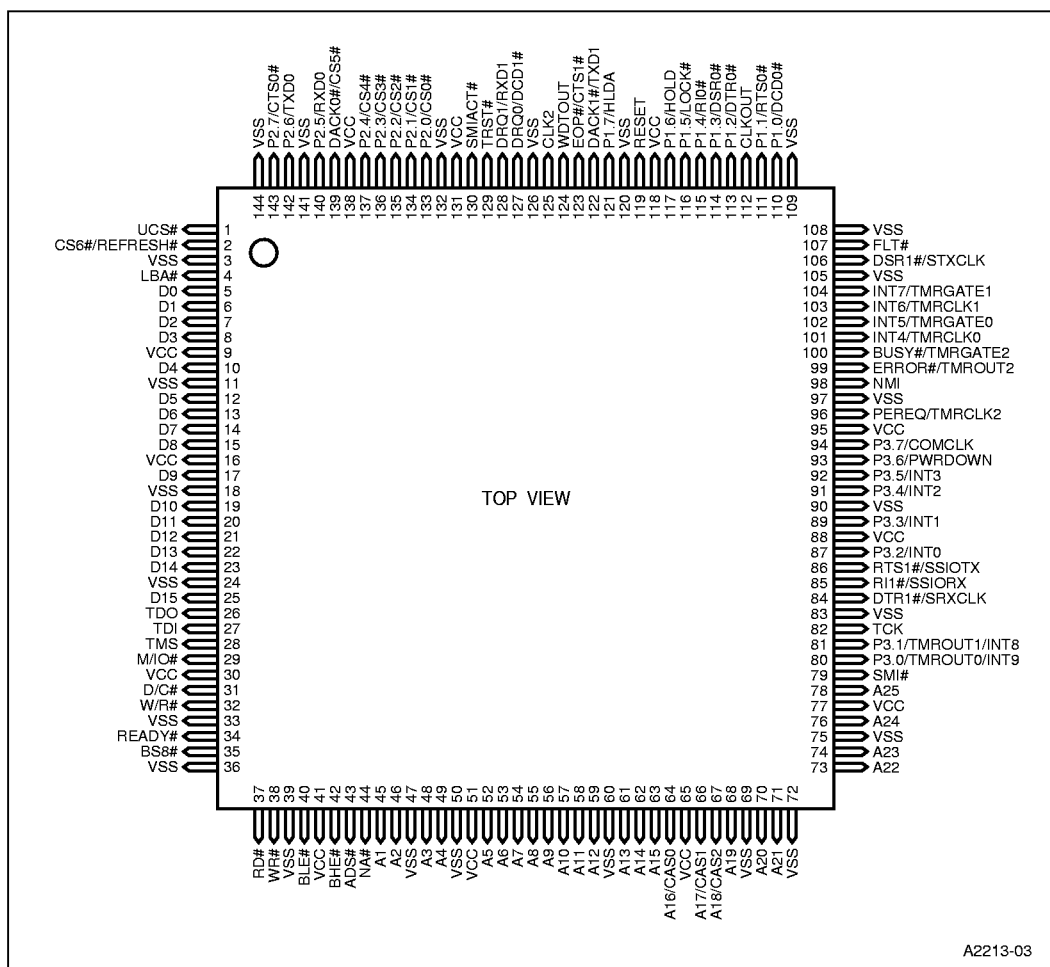 VSS
P2.7/CTS0#
P2.6/TXD0
VSS
P2.5/RXD0
DACK0#/CS5#
VCC
P2.4/CS4#
P2.3/CS3#
P2.2/CS2#
P2.1/CS1#
P2.0/CS0#
VSS
VCC
SMIACT#
TRST#
DRQ1/RXD1
DRQ0/DCD1#
VSS
CLK2
WDTOUT
EOP#/CTS1#
DACK1#/TXD1
P1.7/HLDA
VSS
RESET
VCC
P1.6/HOLD
P1.5/LOCK#
P1.4/RI0#
P1.3/DSR0#
P1.2/DTR0#
CLKOUT
P1.1/RTS0#
P1.0/DCD0#
VSS
144
143
142
141
140
139
138
137
136
135
134
133
132
131
130
129
128
127
126
125
124
123
122
121
120
119
118
117
116
115
114
113
112
111
110
109
UCS# 1
CS6#/REFRESH# 2
VSS 3
LBA# 4
D0 5
D1 6
D2 7
D3 8
VCC 9
D4 10
VSS 11
D5 12
D6 13
D7 14
D8 15
VCC 16
D9 17
VSS 18
D10 19
D11 20
D12 21
D13 22
D14 23
VSS 24
D15 25
TDO 26
TDI 27
TMS 28
M/IO# 29
VCC 30
D/C# 31
W/R# 32
VSS 33
READY# 34
BS8# 35
VSS 36
TOP VIEW
108 VSS
107 FLT#
106 DSR1#/STXCLK
105 VSS
104 INT7/TMRGATE1
103 INT6/TMRCLK1
102 INT5/TMRGATE0
101 INT4/TMRCLK0
100 BUSY#/TMRGATE2
99 ERROR#/TMROUT2
98 NMI
97 VSS
96 PEREQ/TMRCLK2
95 VCC
94 P3.7/COMCLK
93 P3.6/PWRDOWN
92 P3.5/INT3
91 P3.4/INT2
90 VSS
89 P3.3/INT1
88 VCC
87 P3.2/INT0
86 RTS1#/SSIOTX
85 RI1#/SSIORX
84 DTR1#/SRXCLK
83 VSS
82 TCK
81 P3.1/TMROUT1/INT8
80 P3.0/TMROUT0/INT9
79 SMI#
78 A25
77 VCC
76 A24
75 VSS
74 A23
73 A22
37
38
39
40
41
42
43
44
45
46
47
48
49
50
51
52
53
54
55
56
57
58
59
60
61
62
63
64
65
66
67
68
69
70
71
72
RD#
WR#
VSS
BLE#
VCC
BHE#
ADS#
NA#
A1
A2
VSS
A3
A4
VSS
VCC
A5
A6
A7
A8
A9
A10
A11
A12
VSS
A13
A14
A15
A16/CAS0
VCC
A17/CAS1
A18/CAS2
A19
VSS
A20
A21
VSS
A2213-03